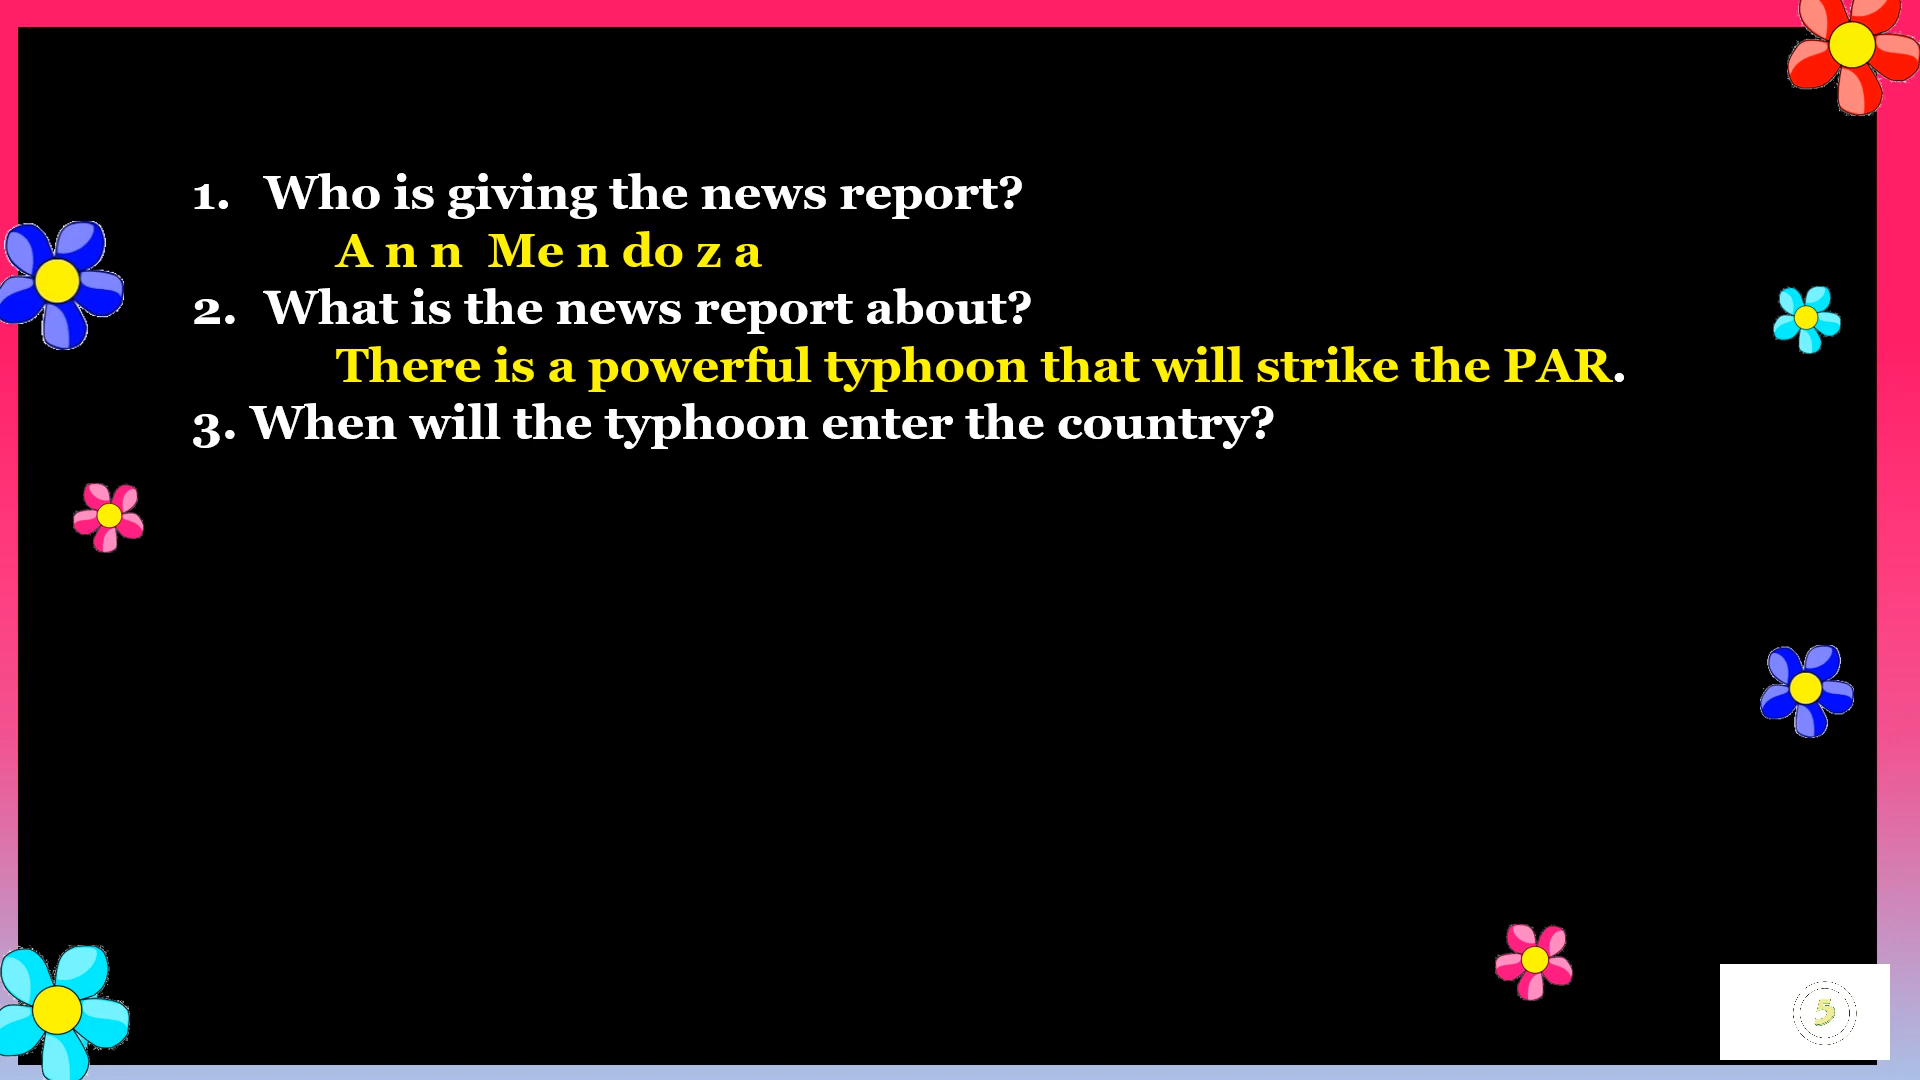 1. Who is giving the news report?
A n n Me n do z a
2. What is the news report about?
There is a powerful typhoon that will strike the PAR.
3. When will the typhoon enter the country?
5